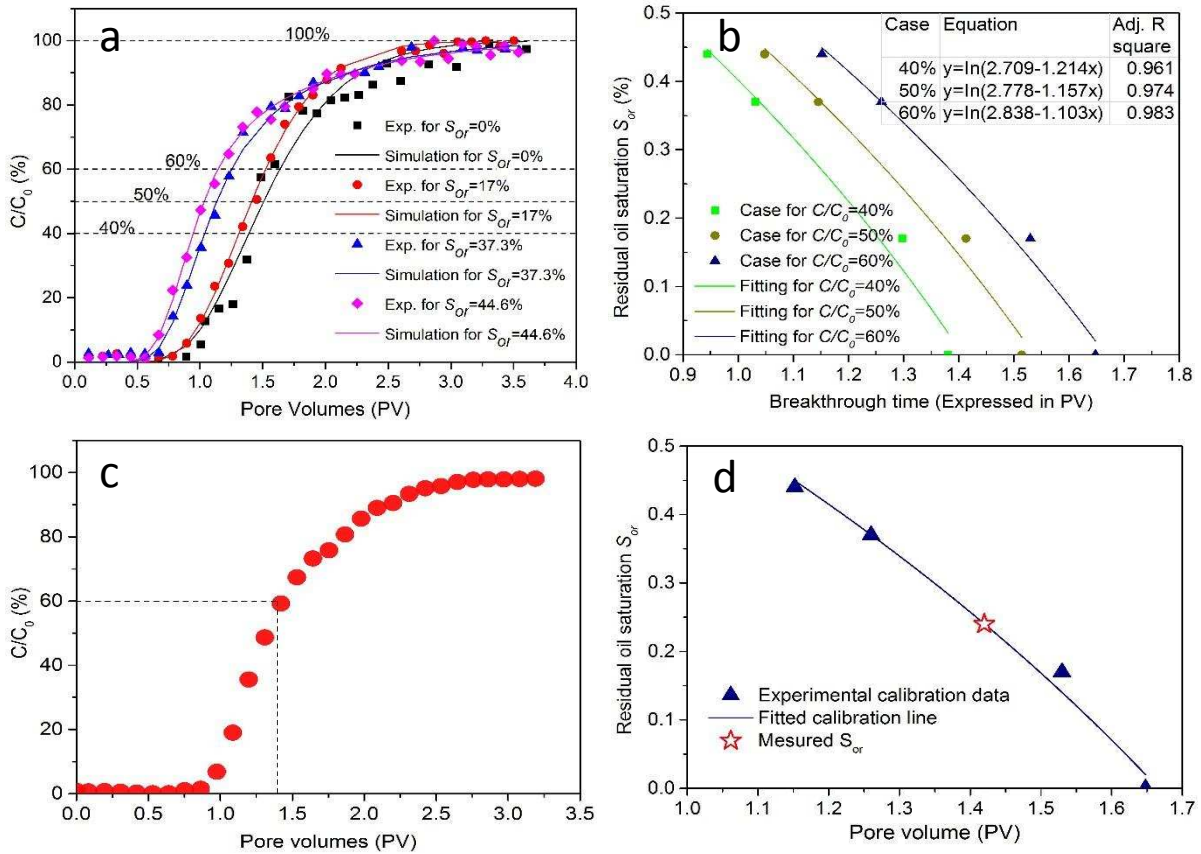 a
100%
60%
50%
40%
Exp. for Sor=0%
Simulation for Sor=0%
Exp. for Sor=17%
Simulation for Sor=17%
Exp. for Sor=37.3%
Simulation for Sor=37.3%
Exp. for Sor=44.6%
Simulation for Sor=44.6%
C/C0 (%)
100
80
60
40
20
0
0.0 0.5 1.0 1.5 2.0 2.5 3.0 3.5 4.0
Pore Volumes (PV)
b
Case Equation Adj. R square
40% y=ln(2.709-1.214x) 0.961
50% y=ln(2.778-1.157x) 0.974
60% y=ln(2.838-1.103x) 0.983
Case for C/C0=40%
Case for C/C0=50%
Case for C/C0=60%
Fitting for C/C0=40%
Fitting for C/C0=50%
Fitting for C/C0=60%
Residual oil saturation Sor (%)
0.5
0.4
0.3
0.2
0.1
0.0
0.9 1.0 1.1 1.2 1.3 1.4 1.5 1.6 1.7 1.8
Breakthrough time (Expressed in PV)
c
C/C0 (%)
100
80
60
40
20
0
0.0 0.5 1.0 1.5 2.0 2.5 3.0 3.5
Pore volumes (PV)
d
Experimental calibration data
Fitted calibration line
Mesured Sor
Residual oil saturation Sor
0.5
0.4
0.3
0.2
0.1
0.0
1.0 1.1 1.2 1.3 1.4 1.5 1.6 1.7
Pore volume (PV)